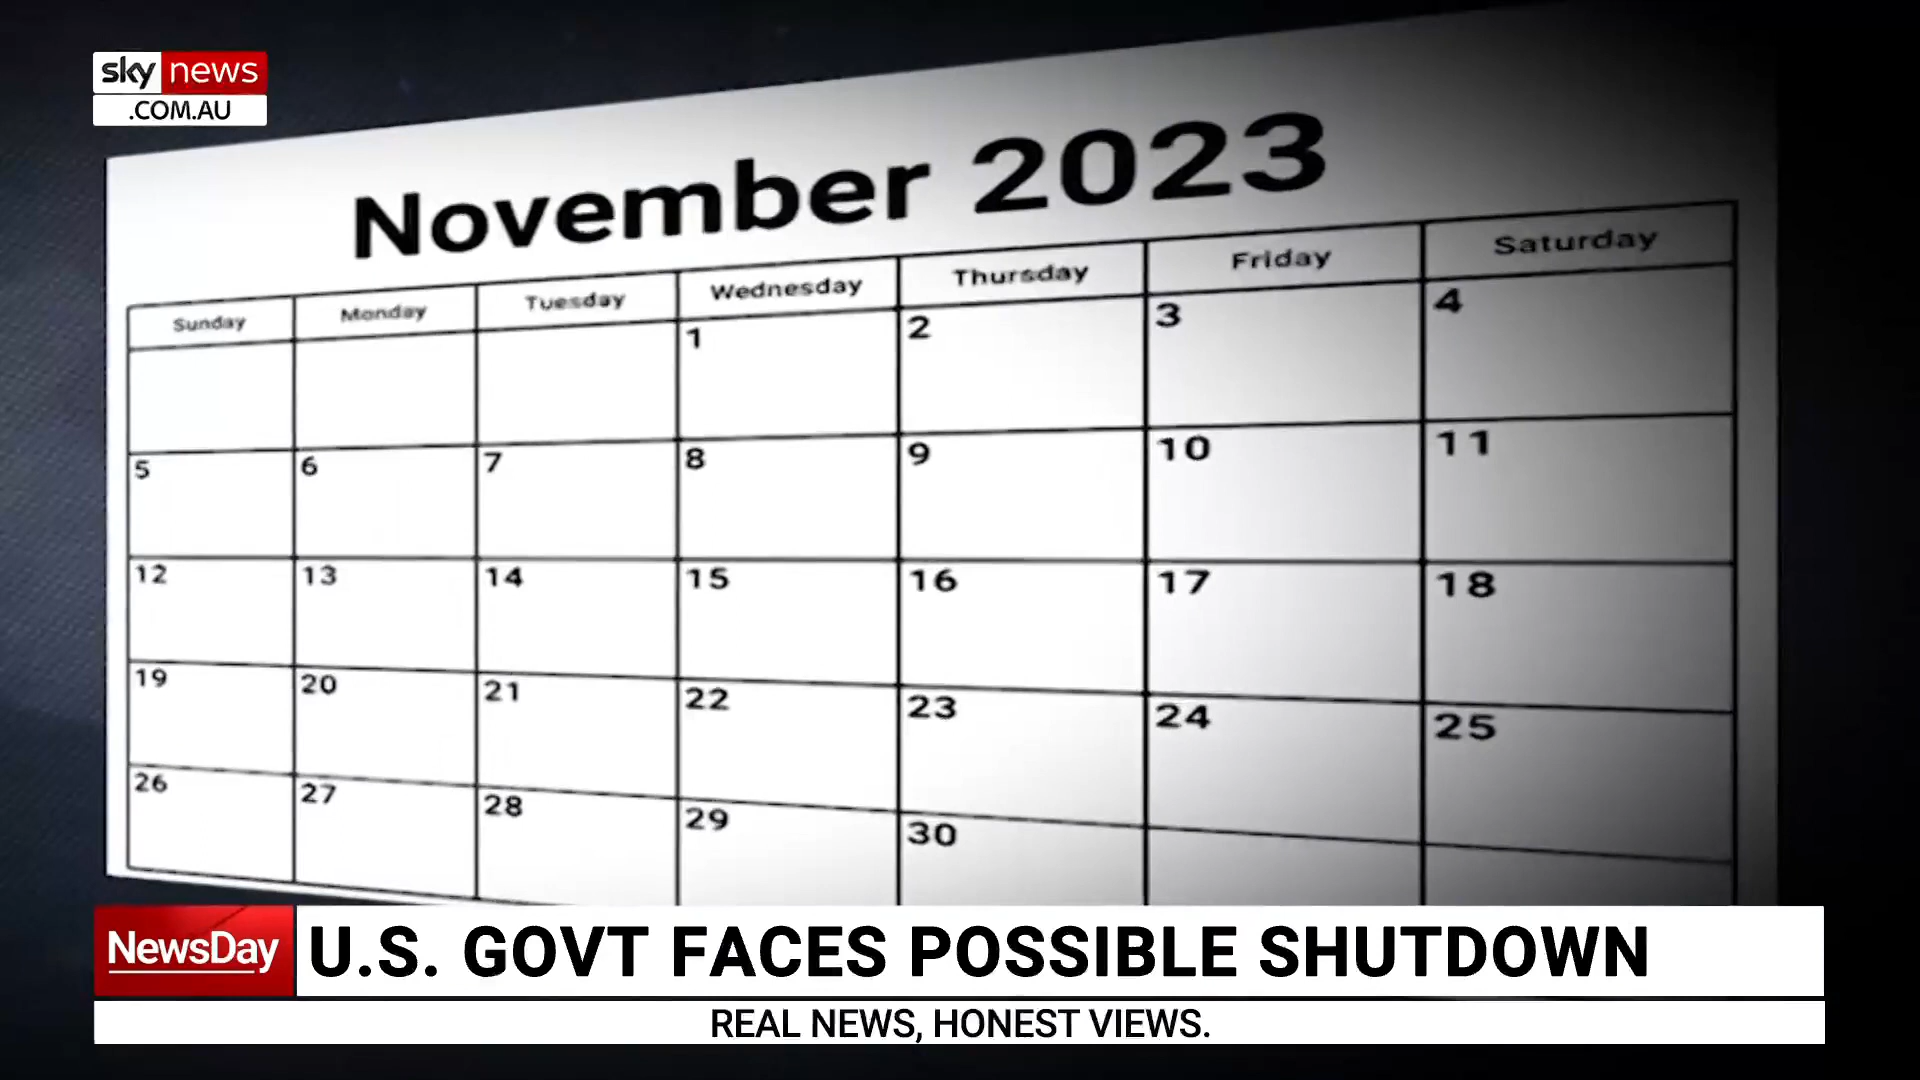 sky news
.COM.AU
November 2023
Sunday Monday Tuesday Wednesday Thursday Friday Saturday
1 2 3 4
5 6 7 8 9 10 11
12 13 14 15 16 17 18
19 20 21 22 23 24 25
26 27 28 29 30
NewsDay
U.S. GOVT FACES POSSIBLE SHUTDOWN
REAL NEWS, HONEST VIEWS.